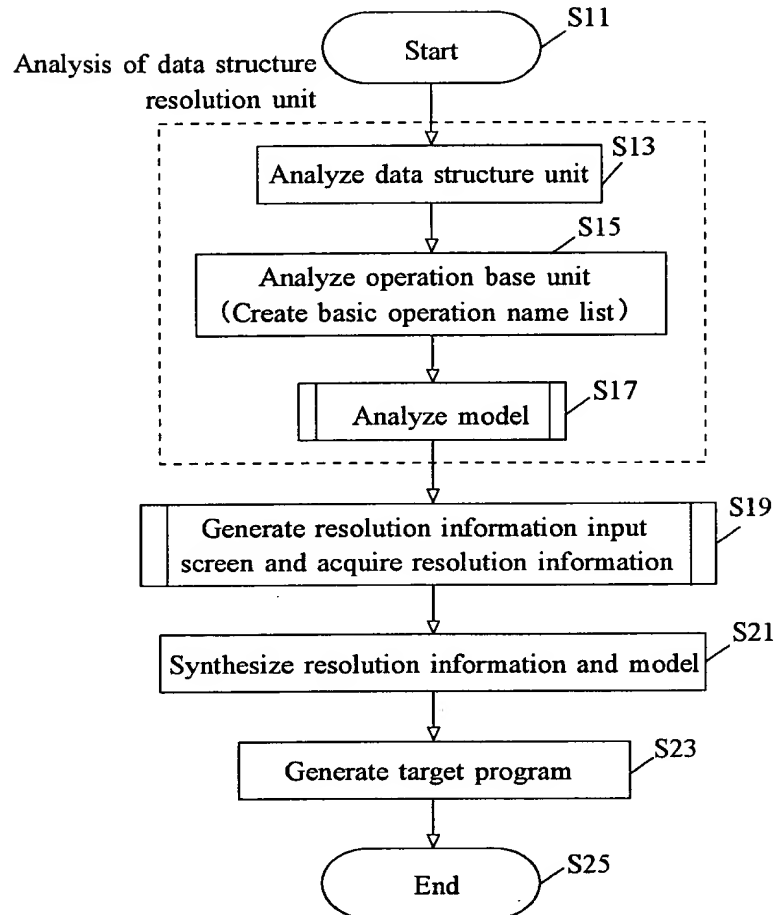 S11
Start
Analysis of data structure
resolution unit
S13
Analyze data structure unit
S15
Analyze operation base unit
(Create basic operation name list)
S17
Analyze model
S19
Generate resolution information input
screen and acquire resolution information
S21
Synthesize resolution information and model
S23
Generate target program
S25
End